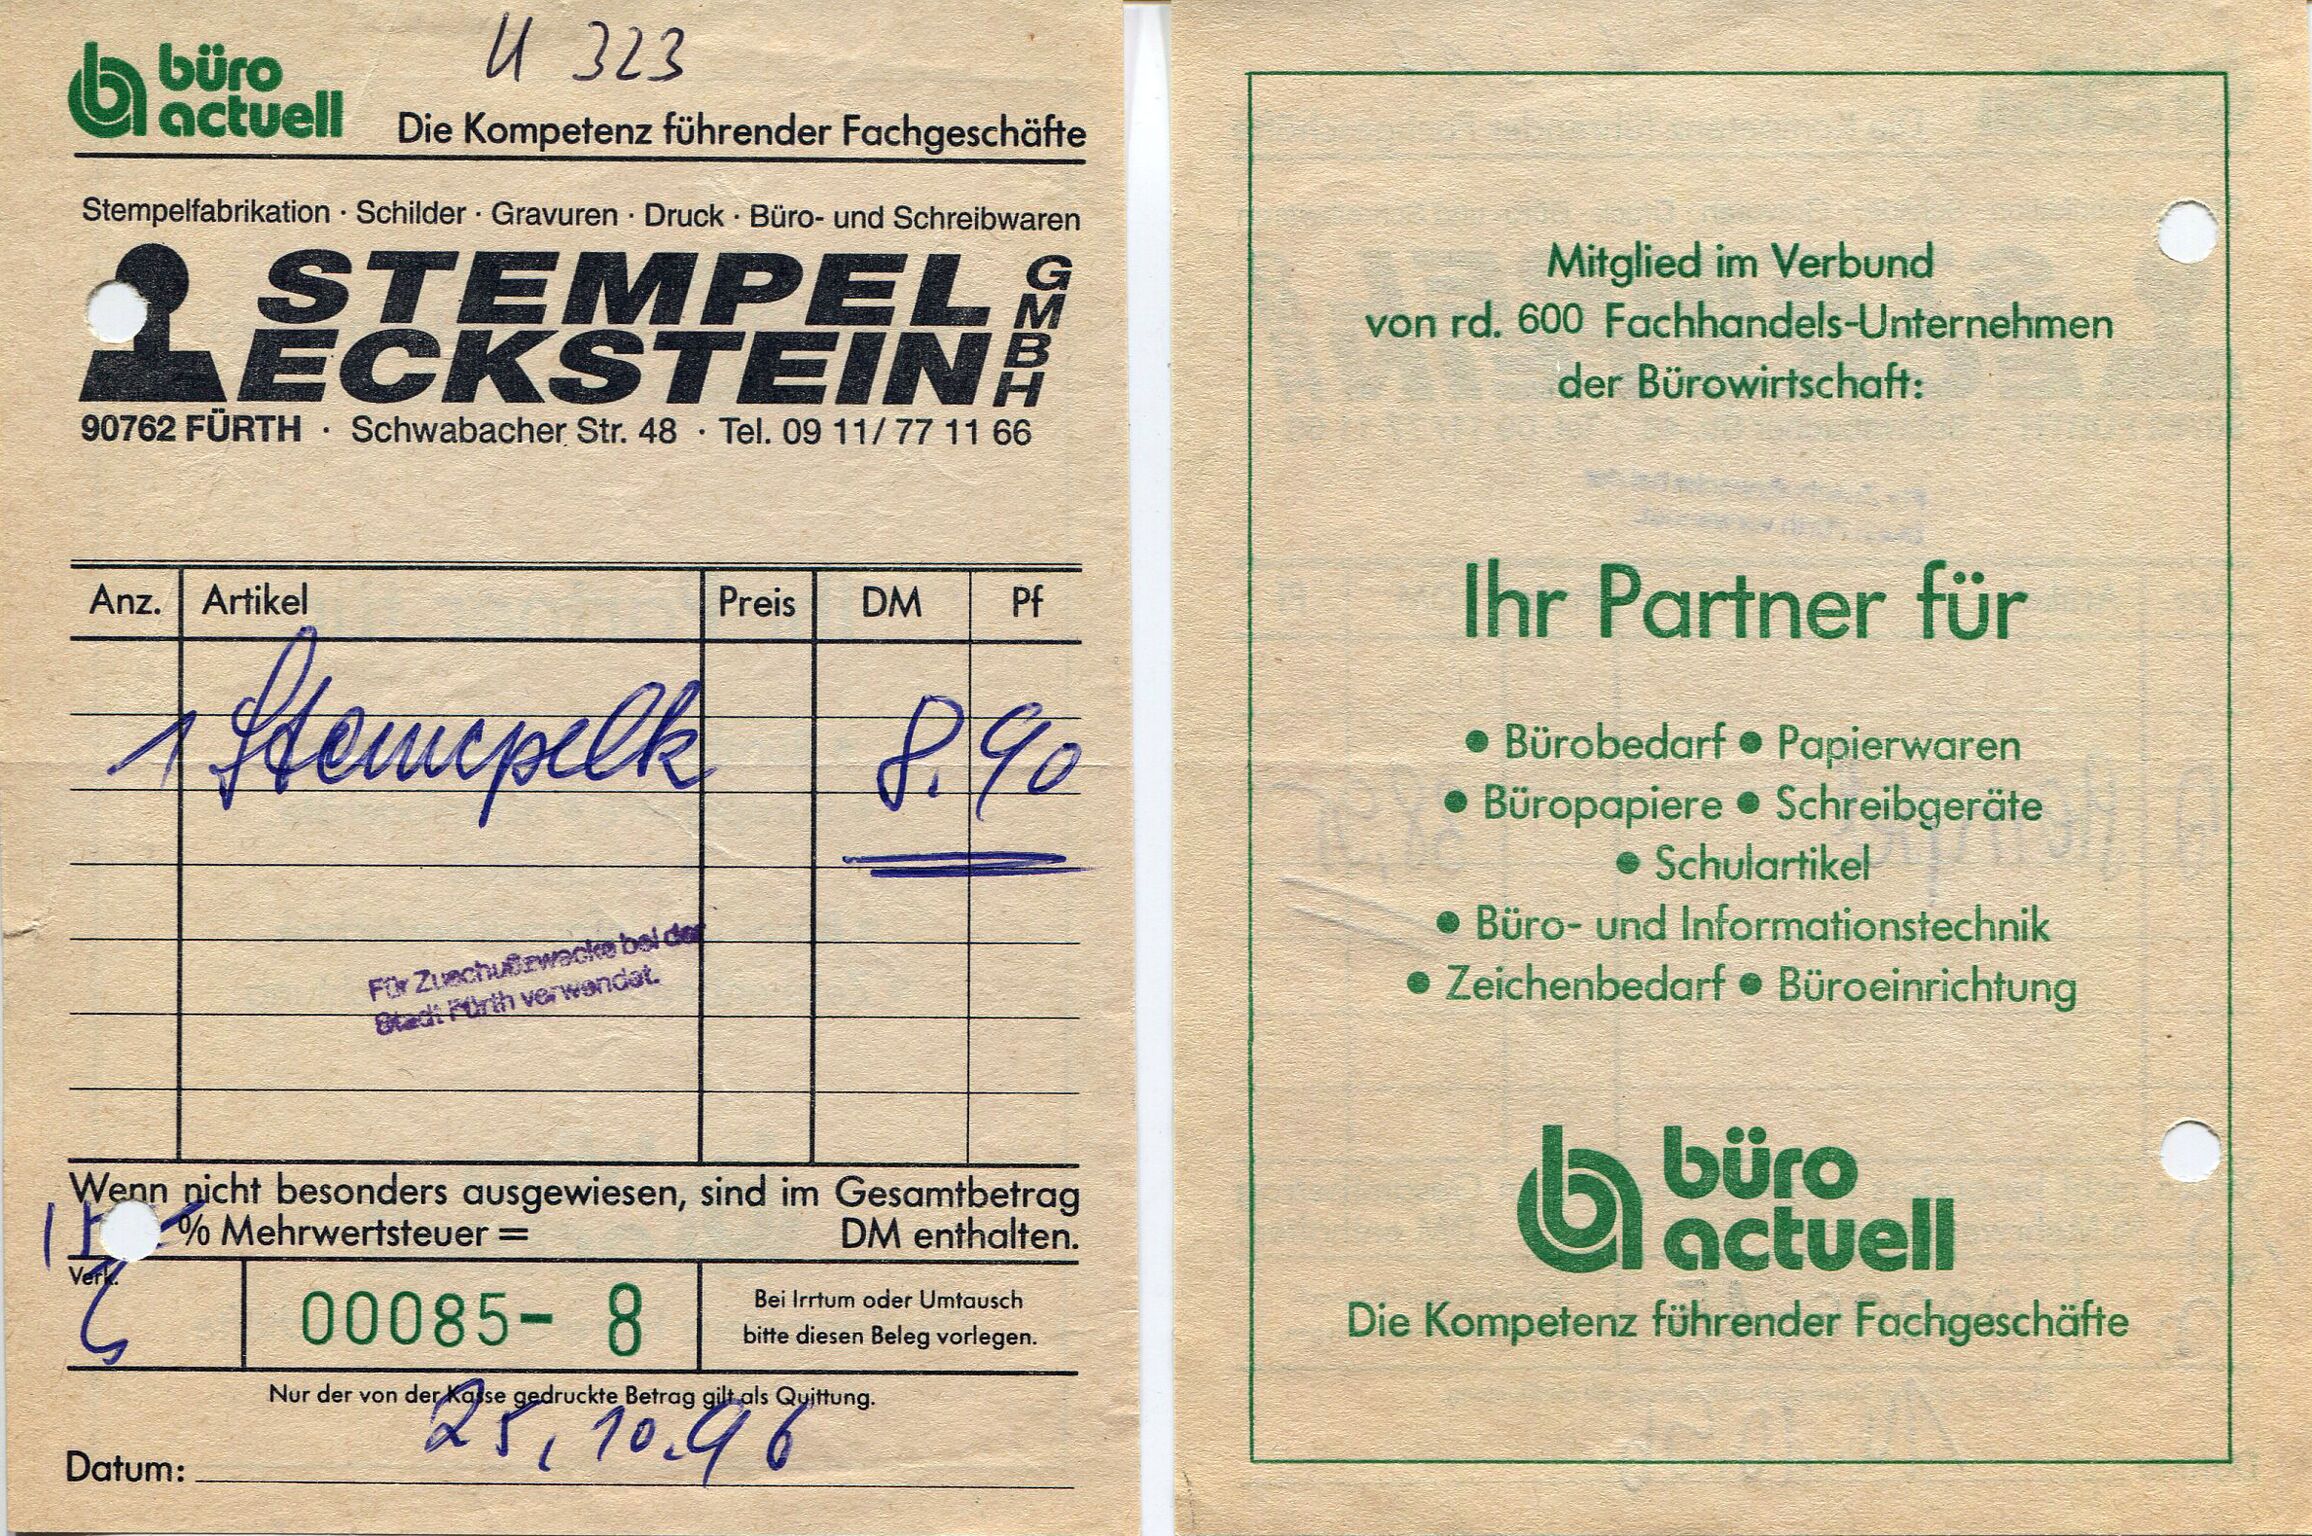 U 323
büro
actuell
Die Kompetenz führender Fachgeschäfte
Stempelfabrikation · Schilder · Gravuren · Druck · Büro- und Schreibwaren
STEMPEL
ECKSTEIN
GMBH
90762 FÜRTH · Schwabacher Str. 48 · Tel. 09 11/ 77 11 66
Anz. Artikel Preis DM Pf
1 Stempelk 8.90
Für Zuschußzwecke bei der
Stadt Fürth verwendet.
Wenn nicht besonders ausgewiesen, sind im Gesamtbetrag
% Mehrwertsteuer = DM enthalten.
Verk.
00085- 8
Bei Irrtum oder Umtausch
bitte diesen Beleg vorlegen.
Nur der von der Kasse gedruckte Betrag gilt als Quittung.
Datum: 25.10.96
Mitglied im Verbund
von rd. 600 Fachhandels-Unternehmen
der Bürowirtschaft:
Ihr Partner für
• Bürobedarf • Papierwaren
• Büropapiere • Schreibgeräte
• Schulartikel
• Büro- und Informationstechnik
• Zeichenbedarf • Büroeinrichtung
büro
actuell
Die Kompetenz führender Fachgeschäfte